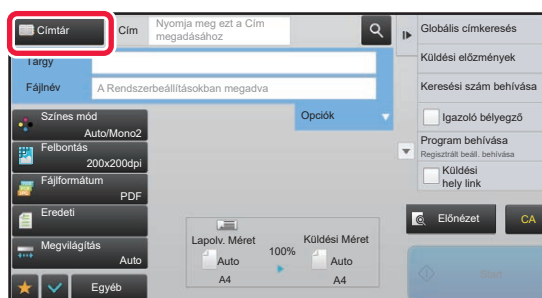 Címtár
Cím
Nyomja meg ezt a Cím
megadásához
Tárgy
Fájlnév
A Rendszerbeállításokban megadva
Opciók
Színes mód
Auto/Mono2
Felbontás
200x200dpi
Fájlformátum
PDF
Eredeti
Megvilágítás
Auto
Egyéb
Lapolv. Méret
Auto
A4
100%
Küldési Méret
Auto
A4
Globális címkeresés
Küldési előzmények
Keresési szám behívása
Igazoló bélyegző
Program behívása
Regisztrált beáll. behívása
Küldési
hely link
Előnézet
CA
Start